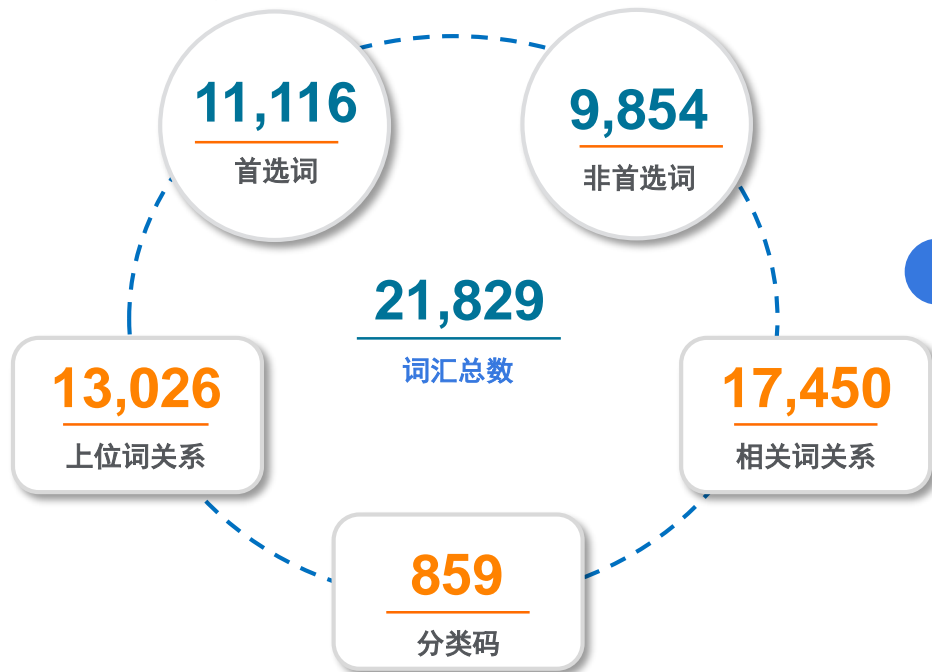 11,116
首选词
9,854
非首选词
21,829
词汇总数
13,026
上位词关系
17,450
相关词关系
859
分类码